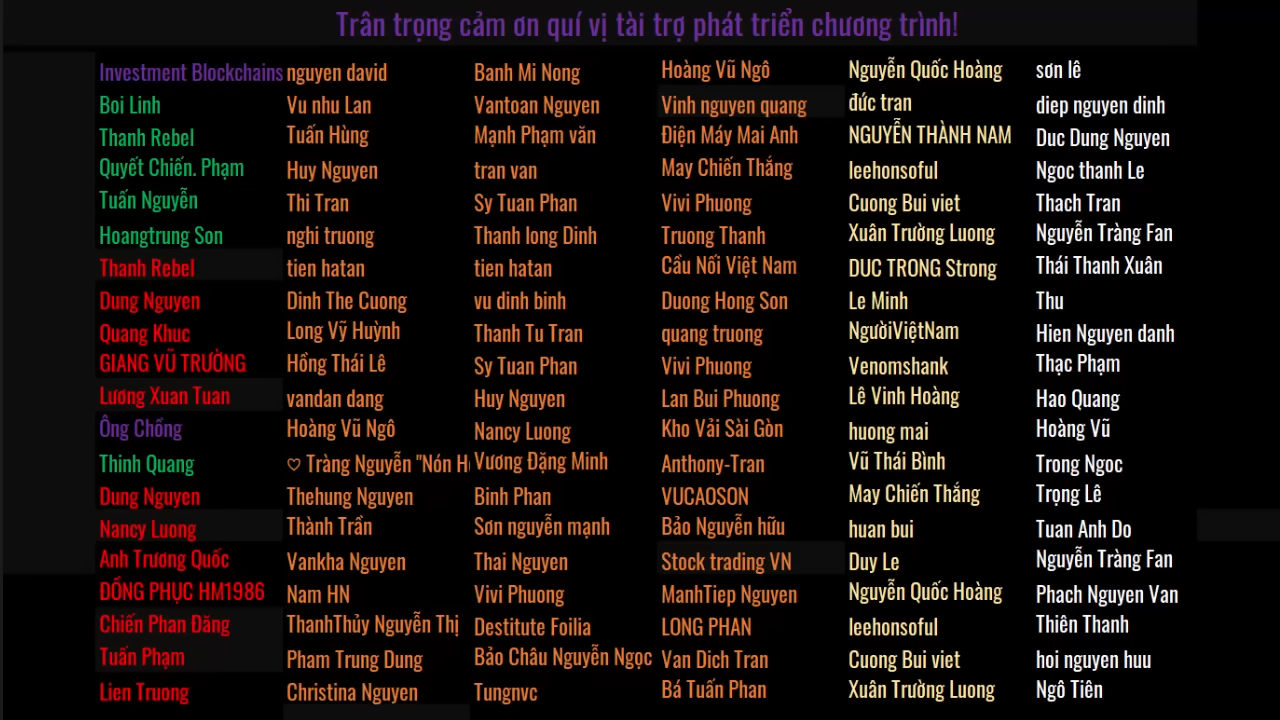 Trân trọng cảm ơn quí vị tài trợ phát triển chương trình!
Investment Blockchains nguyen david Banh Mi Nong Hoàng Vũ Ngô Nguyễn Quốc Hoàng sơn lê
Boi Linh Vu nhu Lan Vantoan Nguyen Vinh nguyen quang đức tran diep nguyen dinh
Thanh Rebel Tuấn Hùng Mạnh Phạm văn Điện Máy Mai Anh NGUYỄN THÀNH NAM Duc Dung Nguyen
Quyết Chiến. Phạm Huy Nguyen tran van May Chiến Thắng leehonsoful Ngoc thanh Le
Tuấn Nguyễn Thi Tran Sy Tuan Phan Vivi Phuong Cuong Bui viet Thach Tran
Hoangtrung Son nghi truong Thanh long Dinh Truong Thanh Xuân Trường Luong Nguyễn Tràng Fan
Thanh Rebel tien hatan tien hatan Cầu Nối Việt Nam DUC TRONG Strong Thái Thanh Xuân
Dung Nguyen Dinh The Cuong vu dinh binh Duong Hong Son Le Minh Thu
Quang Khuc Long Vỹ Huỳnh Thanh Tu Tran quang truong NgườiViệtNam Hien Nguyen danh
GIANG VŨ TRƯỜNG Hồng Thái Lê Sy Tuan Phan Vivi Phuong Venomshank Thạc Phạm
Lương Xuan Tuan vandan dang Huy Nguyen Lan Bui Phuong Lê Vinh Hoàng Hao Quang
Ông Chồng Hoàng Vũ Ngô Nancy Luong Kho Vải Sài Gòn huong mai Hoàng Vũ
Thinh Quang ♡ Tràng Nguyễn "Nón H Vương Đặng Minh Anthony-Tran Vũ Thái Bình Trong Ngoc
Dung Nguyen Thehung Nguyen Binh Phan VUCAOSON May Chiến Thắng Trọng Lê
Nancy Luong Thành Trần Sơn nguyễn mạnh Bảo Nguyễn hữu huan bui Tuan Anh Do
Anh Trương Quốc Vankha Nguyen Thai Nguyen Stock trading VN Duy Le Nguyễn Tràng Fan
ĐỒNG PHỤC HM1986 Nam HN Vivi Phuong ManhTiep Nguyen Nguyễn Quốc Hoàng Phach Nguyen Van
Chiến Phan Đăng ThanhThủy Nguyễn Thị Destitute Foilia LONG PHAN leehonsoful Thiên Thanh
Tuấn Phạm Pham Trung Dung Bảo Châu Nguyễn Ngọc Van Dich Tran Cuong Bui viet hoi nguyen huu
Lien Truong Christina Nguyen Tungnvc Bá Tuấn Phan Xuân Trường Luong Ngô Tiên